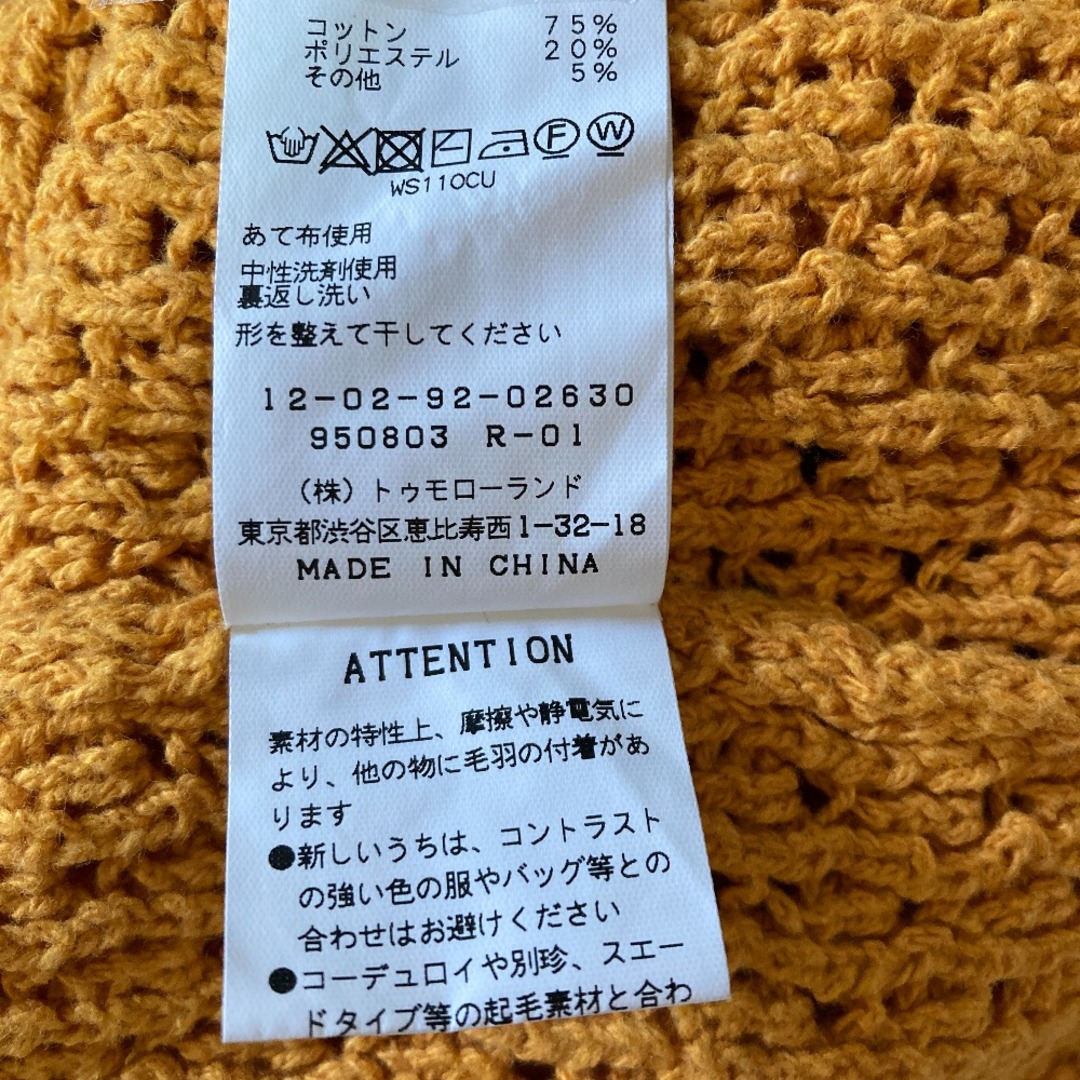 コットン 75%
ポリエステル 20%
その他 5%
F W
WS110CU
あて布使用
中性洗剤使用
裏返し洗い
形を整えて干してください
12-02-92-02630
950803 R-01
（株）トゥモローランド
東京都渋谷区恵比寿西1-32-18
MADE IN CHINA
ATTENTION
素材の特性上、摩擦や静電気に
より、他の物に毛羽の付着があ
ります
●新しいうちは、コントラスト
の強い色の服やバッグ等との
合わせはお避けください
●コーデュロイや別珍、スエー
ドタイプ等の起毛素材と合わ